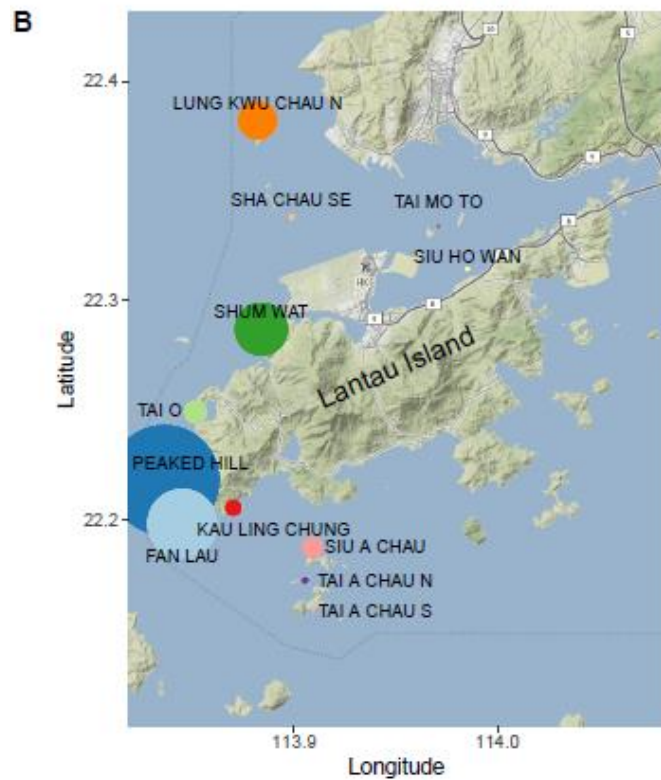 B
22.4
LUNG KWU CHAU N
SHA CHAU SE
TAI MO TO
SIU HO WAN
22.3
SHUM WAT
Latitude
Lantau Island
TAI O
PEAKED HILL
22.2
KAU LING CHUNG
FAN LAU
SIU A CHAU
TAI A CHAU N
TAI A CHAU S
113.9
114.0
Longitude